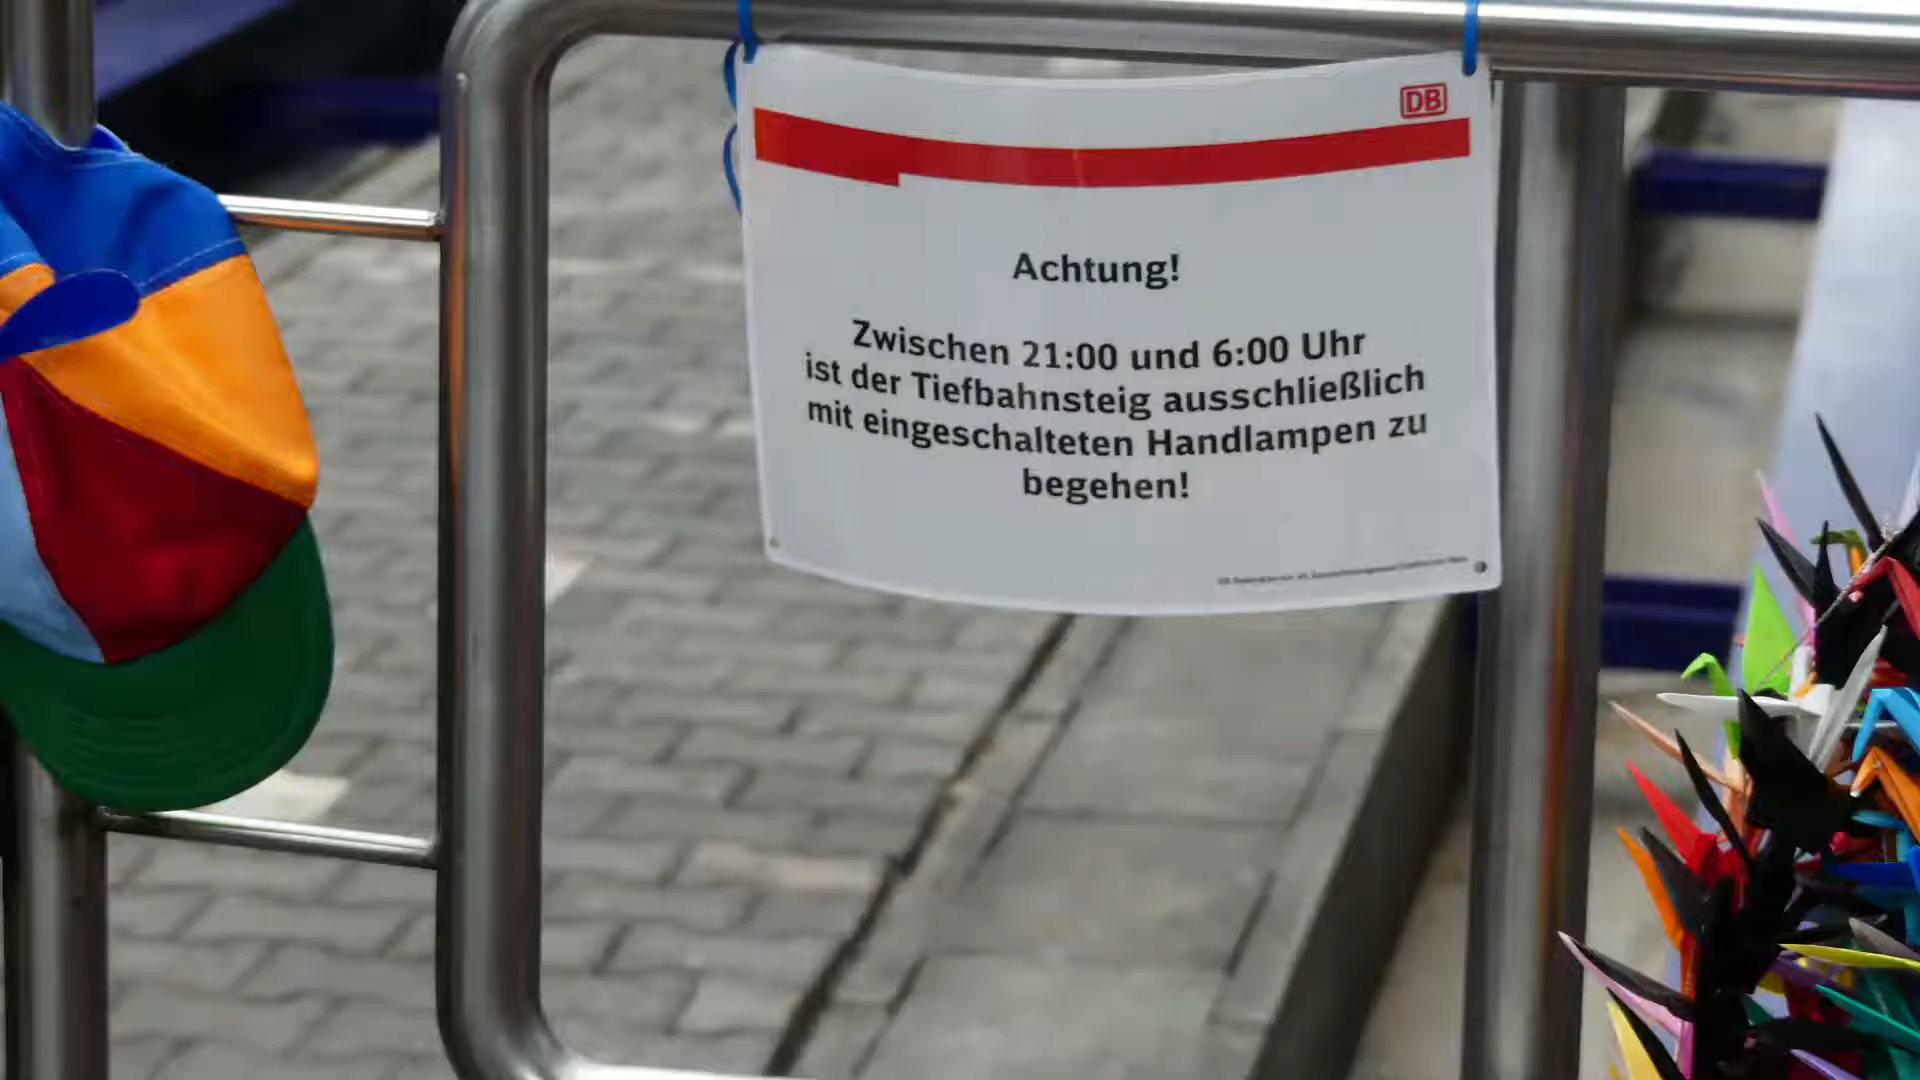 DB
Achtung!
Zwischen 21:00 und 6:00 Uhr
ist der Tiefbahnsteig ausschließlich
mit eingeschalteten Handlampen zu
begehen!